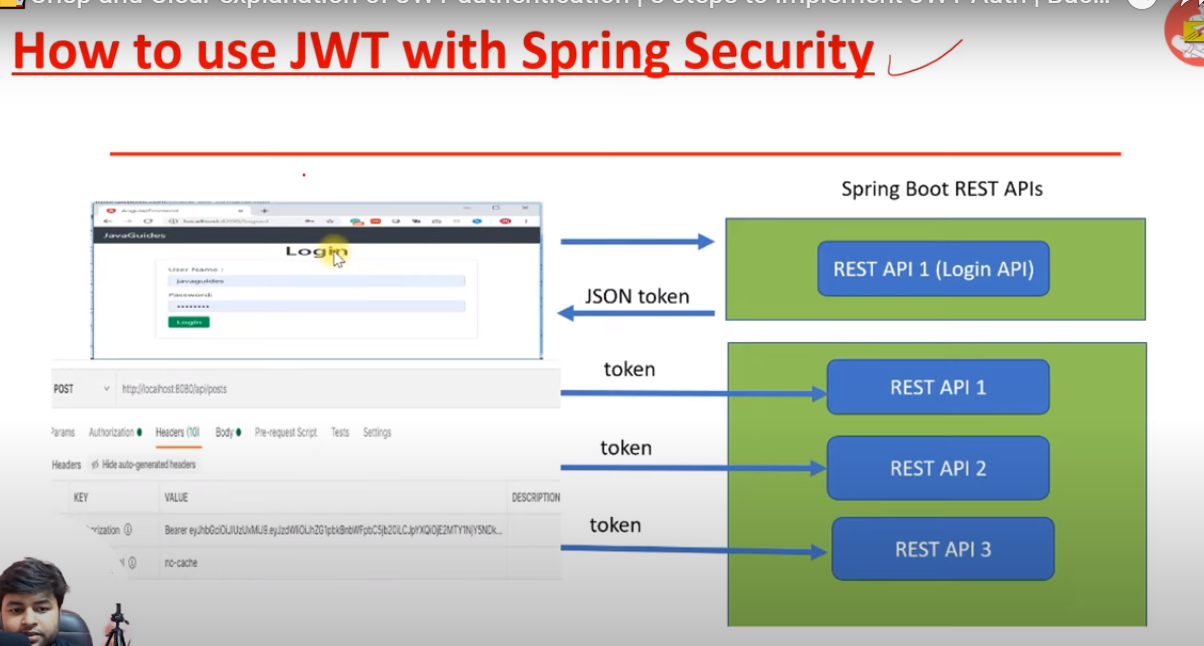 How to use JWT with Spring Security
Spring Boot REST APIs
JavaGuides
Login
User Name :
javaguides
Password:
Login
REST API 1 (Login API)
JSON token
POST
http://localhost:8080/api/posts
token
REST API 1
Params Authorization Headers (10) Body Pre-request Script Tests Settings
token
REST API 2
Headers Hide auto-generated headers
KEY VALUE DESCRIPTION
token
REST API 3
Bearer
no-cache